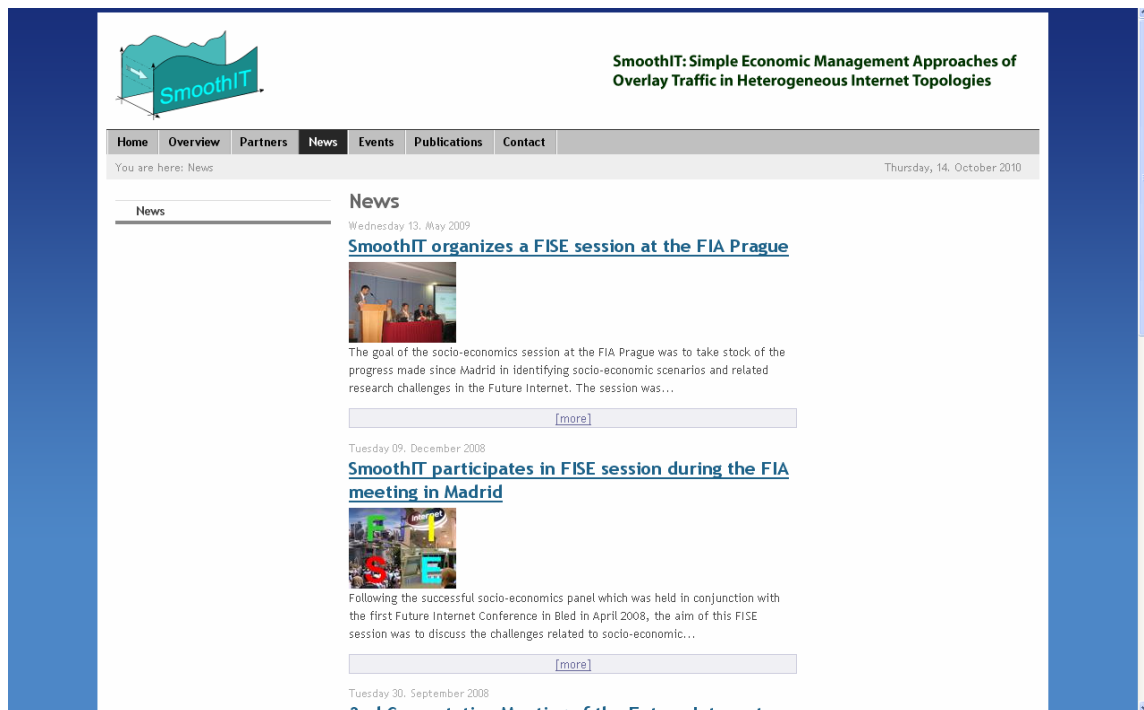 SmoothIT
SmoothIT: Simple Economic Management Approaches of
Overlay Traffic in Heterogeneous Internet Topologies
Home Overview Partners News Events Publications Contact
You are here: News
Thursday, 14. October 2010
News
News
Wednesday 13. May 2009
SmoothIT organizes a FISE session at the FIA Prague
The goal of the socio-economics session at the FIA Prague was to take stock of the
progress made since Madrid in identifying socio-economic scenarios and related
research challenges in the Future Internet. The session was...
[more]
Tuesday 09. December 2008
SmoothIT participates in FISE session during the FIA
meeting in Madrid
F internet I
S E
Following the successful socio-economics panel which was held in conjunction with
the first Future Internet Conference in Bled in April 2008, the aim of this FISE
session was to discuss the challenges related to socio-economic...
[more]
Tuesday 30. September 2008